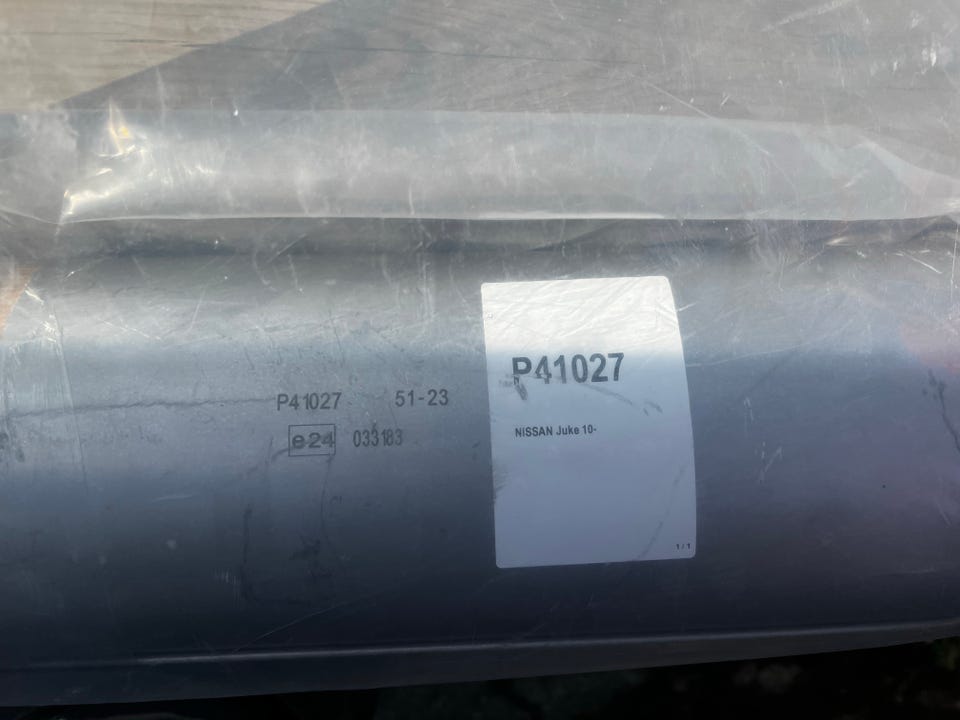 P41027 51-23
e24 033183
P41027
NISSAN Juke 10-
1/1